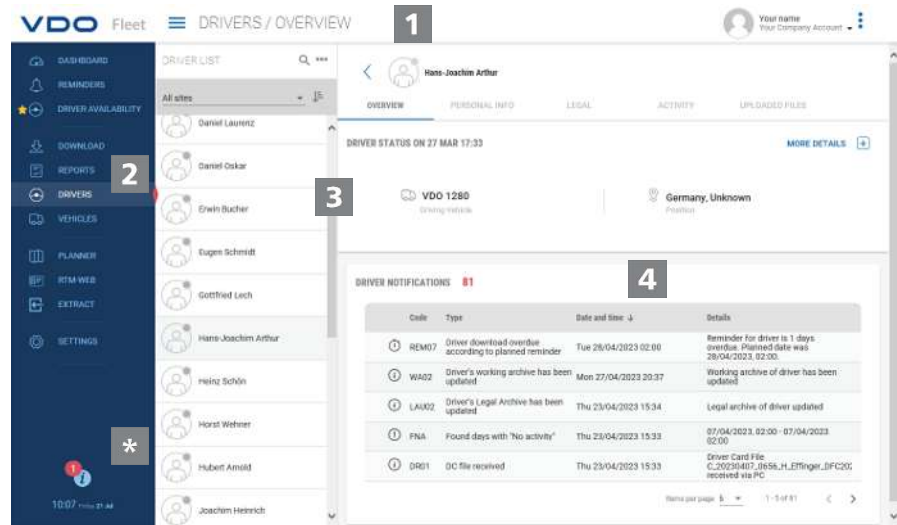 VDO Fleet
DRIVERS / OVERVIEW
1
Your name
Your Company Account
DASHBOARD
REMINDERS
DRIVER AVAILABILITY
DOWNLOAD
REPORTS
2
DRIVERS
VEHICLES
PLANNER
RTM-WEB
EXTRACT
SETTINGS
*
1
i
10:07
DRIVER LIST
All sites
Daniel Laurenz
Daniel Oskar
Erwin Bucher
3
Eugen Schmidt
Gottfried Lech
Hans-Joachim Arthur
Heinz Schön
Horst Wehner
Hubert Arnold
Joachim Heinrich
Hans-Joachim Arthur
OVERVIEW PERSONAL INFO LEGAL ACTIVITY UPLOADED FILES
DRIVER STATUS ON 27 MAR 17:33
MORE DETAILS
VDO 1280
Driving Vehicle
Germany, Unknown
Position
4
DRIVER NOTIFICATIONS 81
Code Type Date and time Details
REM07 Driver download overdue according to planned reminder Tue 28/04/2023 02:00 Reminder for driver is 1 days overdue. Planned date was 28/04/2023, 02:00.
WA02 Driver's working archive has been updated Mon 27/04/2023 20:37 Working archive of driver has been updated
LAU02 Driver's Legal Archive has been updated Thu 23/04/2023 15:34 Legal archive of driver updated
FNA Found days with "No activity" Thu 23/04/2023 15:33 07/04/2023, 02:00 - 07/04/2023 02:00
DR01 DC file received Thu 23/04/2023 15:33 Driver Card File C_20230407_0656_H_Effinger_DFC202 received via PC
Items per page 5 1 - 5 of 81